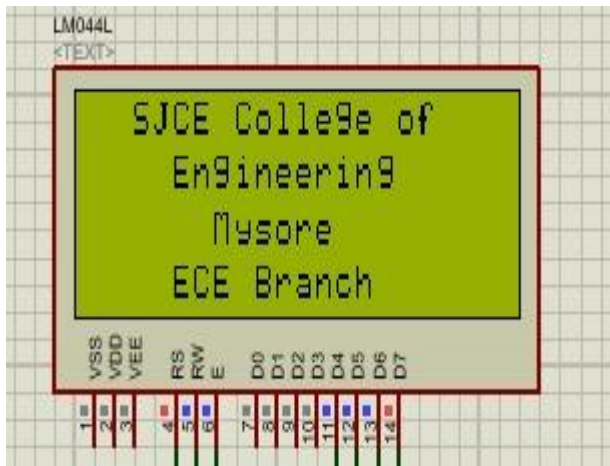 LM044L
<TEXT>
SJCE College of
Engineering
Mysore
ECE Branch
VSS VDD VEE RS RW E D0 D1 D2 D3 D4 D5 D6 D7
1 2 3 4 5 6 7 8 9 10 11 12 13 14